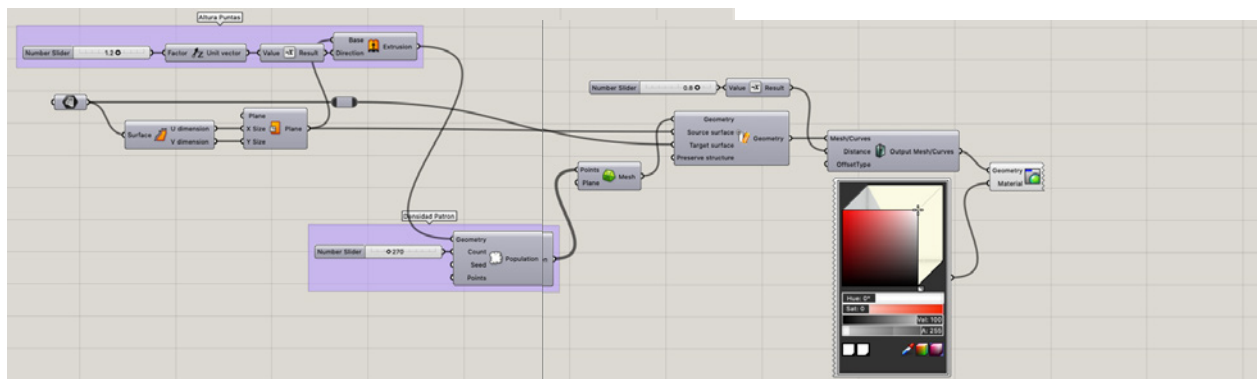 Altura Puntas
Number Slider 1.2 Factor Unit vector Value -X Result
Base
Direction
Extrusion
Surface
U dimension
V dimension
Plane
X Size
Y Size
Plane
Number Slider 0.8 Value -X Result
Geometry
Source surface
Target surface
Preserve structure
Geometry
Points
Plane
Mesh
Mesh/Curves
Distance
OffsetType
Output Mesh/Curves
Geometry
Material
Densidad Patron
Number Slider 270
Geometry
Count
Seed
Points
Population
n
Hue: 0°
Sat: 0
Val: 100
A: 255